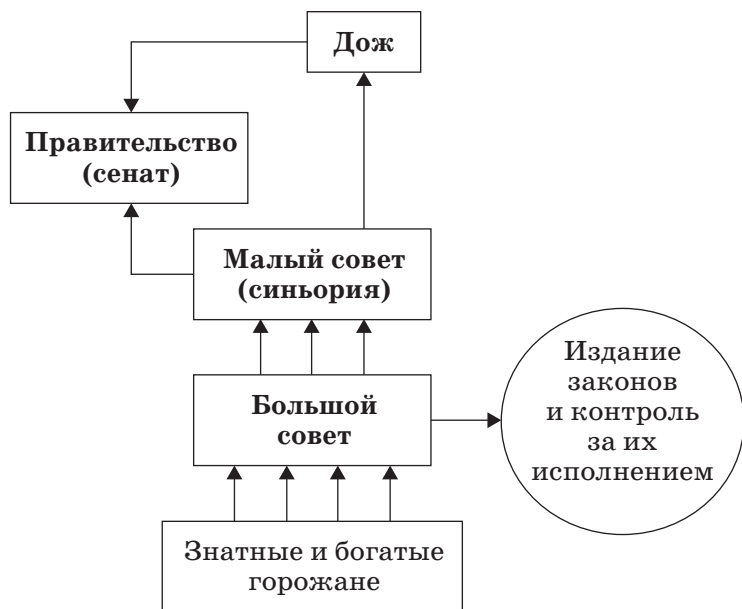 Дож
Правительство
(сенат)
Малый совет
(синьория)
Большой
совет
Издание
законов
и контроль
за их
исполнением
Знатные и богатые
горожане